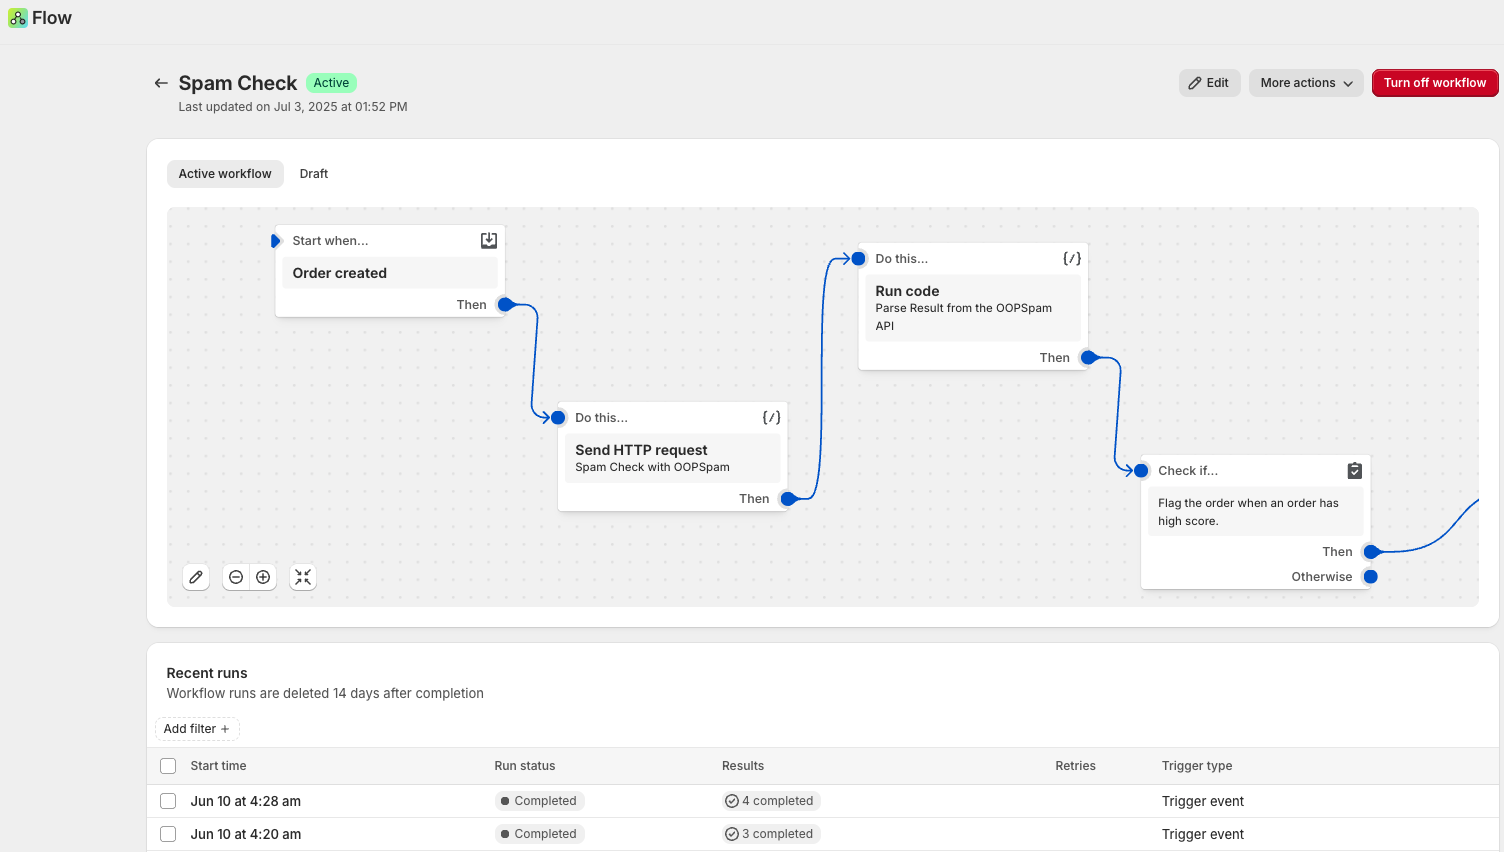 Flow
Spam Check Active
Last updated on Jul 3, 2025 at 01:52 PM
Edit
More actions
Turn off workflow
Active workflow
Draft
Start when...
Order created
Then
Do this...
{/}
Send HTTP request
Spam Check with OOPSpam
Then
Do this...
{/}
Run code
Parse Result from the OOPSpam
API
Then
Check if...
Flag the order when an order has
high score.
Then
Otherwise
Recent runs
Workflow runs are deleted 14 days after completion
Add filter +
Start time Run status Results Retries Trigger type
Jun 10 at 4:28 am Completed 4 completed Trigger event
Jun 10 at 4:20 am Completed 3 completed Trigger event